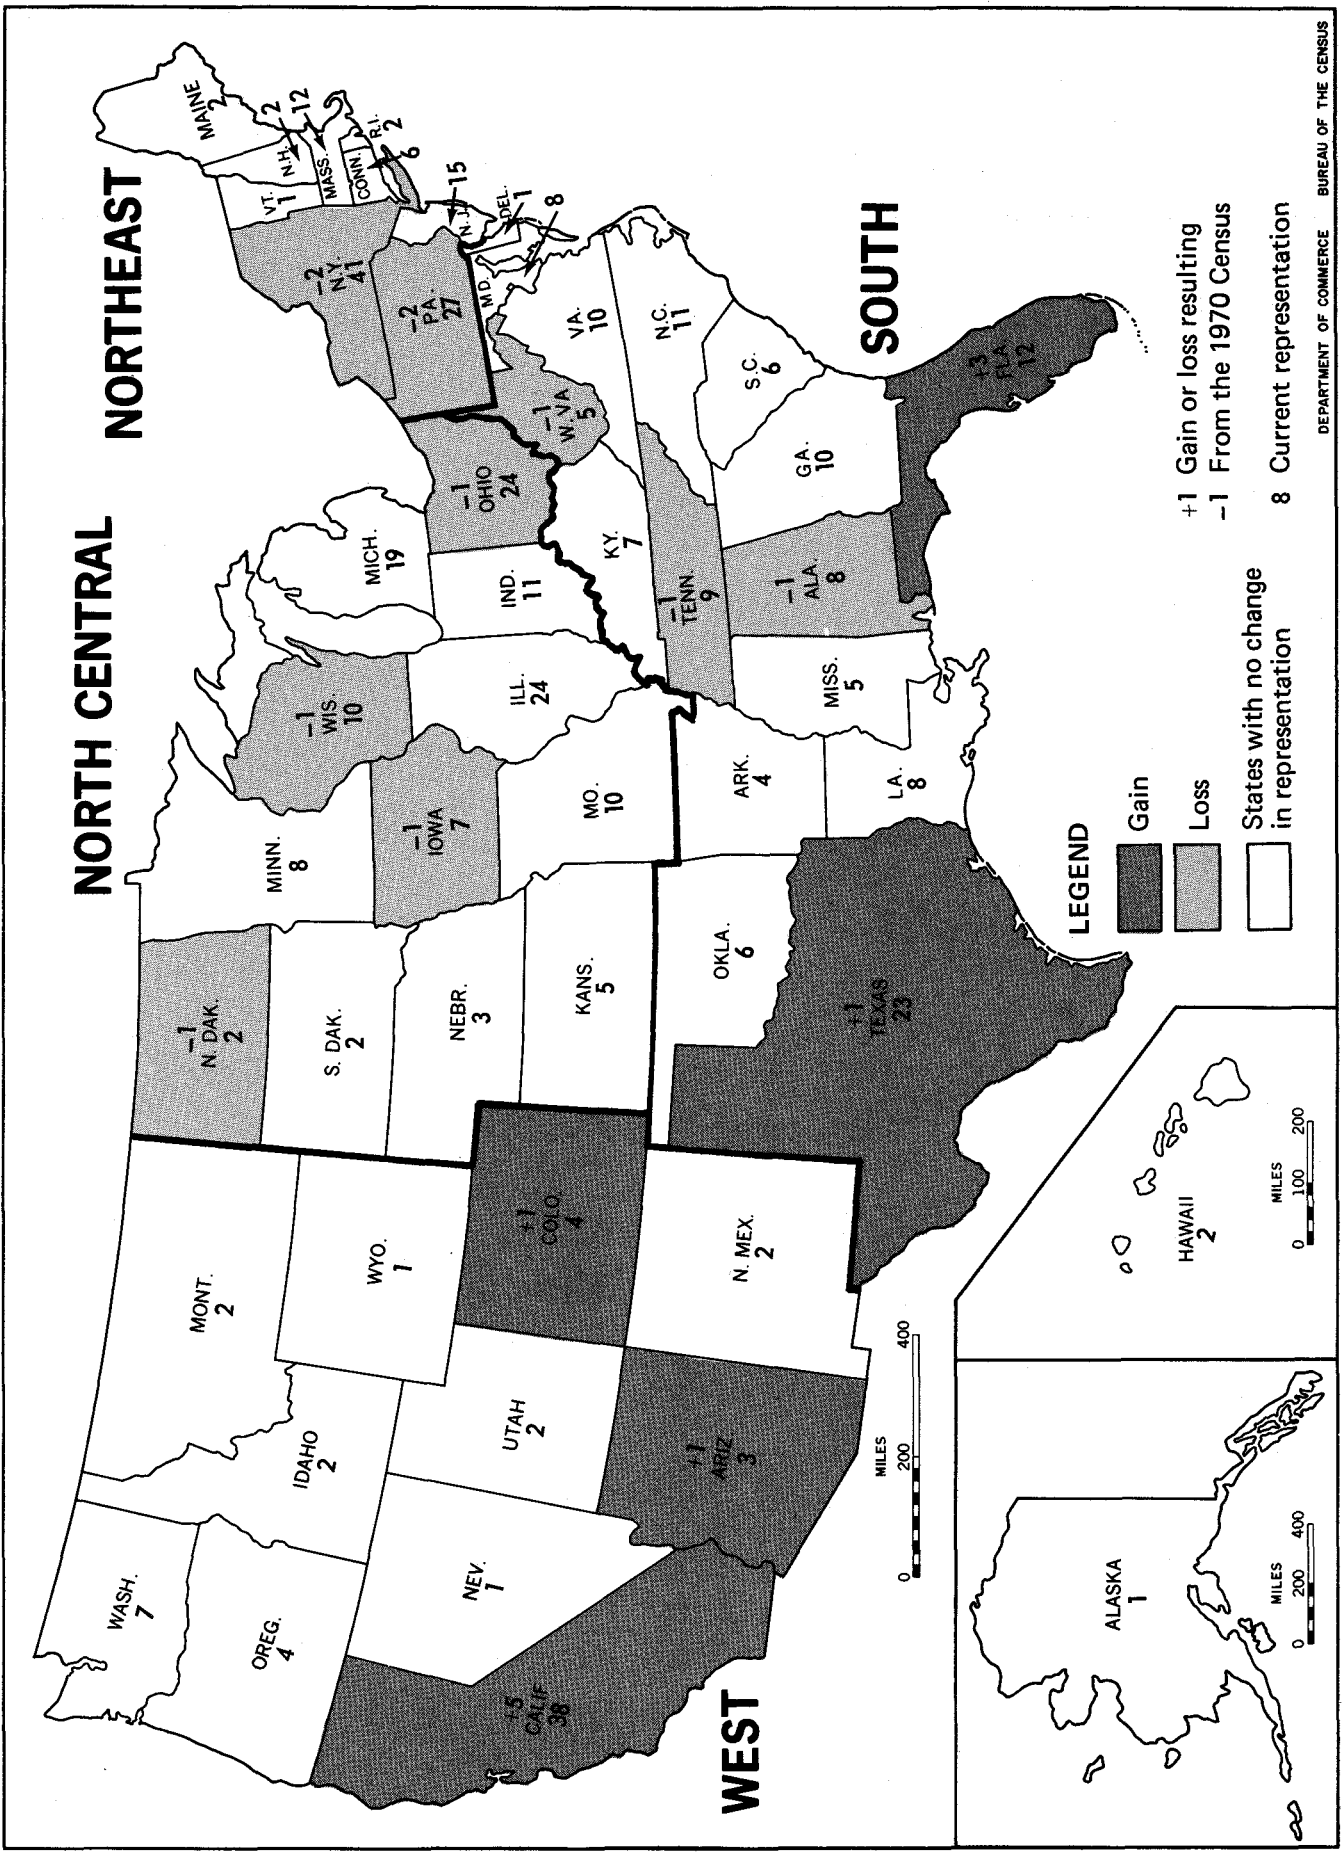 NORTHEAST
NORTH CENTRAL
SOUTH
WEST
WASH.
7
OREG.
4
+5
CALIF
38
NEV.
1
IDAHO
2
MONT.
2
WYO.
1
UTAH
2
+1
ARIZ
3
+1
COLO.
4
N. MEX.
2
-1
N. DAK.
2
S. DAK.
2
NEBR.
3
KANS.
5
OKLA.
6
+1
TEXAS
23
MINN.
8
-1
IOWA
7
MO.
10
ARK.
4
LA.
8
-1
WIS.
10
ILL.
24
MICH.
19
IND.
11
-1
OHIO
24
KY.
7
-1
TENN.
9
MISS.
5
-1
ALA.
8
GA.
10
+3
FLA
12
S.C.
6
N.C.
11
VA.
10
-1
W. VA
5
MD.
8
DEL.
1
-2
PA.
27
N.J.
15
-2
N.Y.
41
CONN.
6
R.I.
2
MASS.
12
VT.
1
N.H.
2
MAINE
2
MILES
0 200 400
ALASKA
1
MILES
0 200 400
HAWAII
2
MILES
0 100 200
LEGEND
Gain
Loss
States with no change
in representation
+1 Gain or loss resulting
-1 From the 1970 Census
8 Current representation
DEPARTMENT OF COMMERCE BUREAU OF THE CENSUS